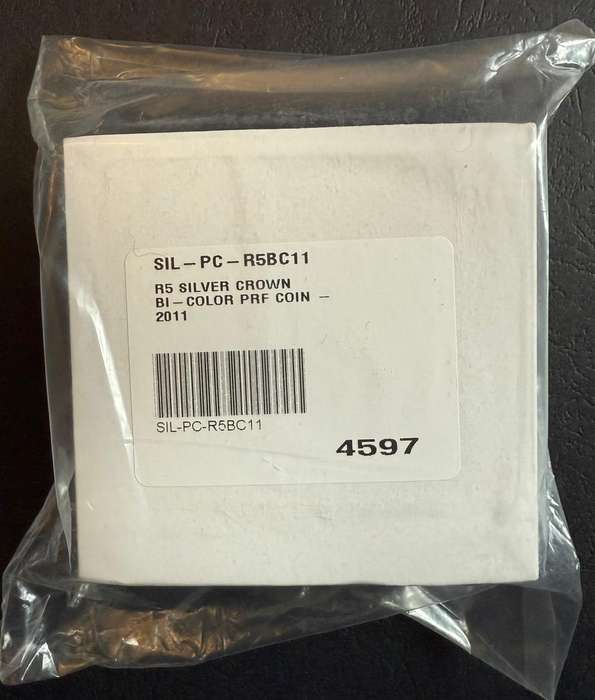 SIL-PC-R5BC11
R5 SILVER CROWN
BI-COLOR PRF COIN -
2011
SIL-PC-R5BC11
4597